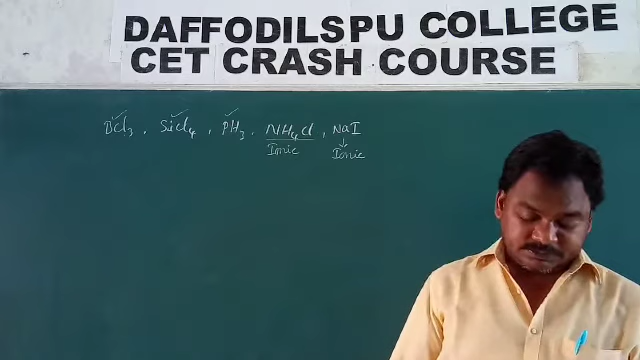 DAFFODILSPU COLLEGE
CET CRASH COURSE
BCl3, SiCl4, PH3, NH4Cl, NaI
Ionic Ionic